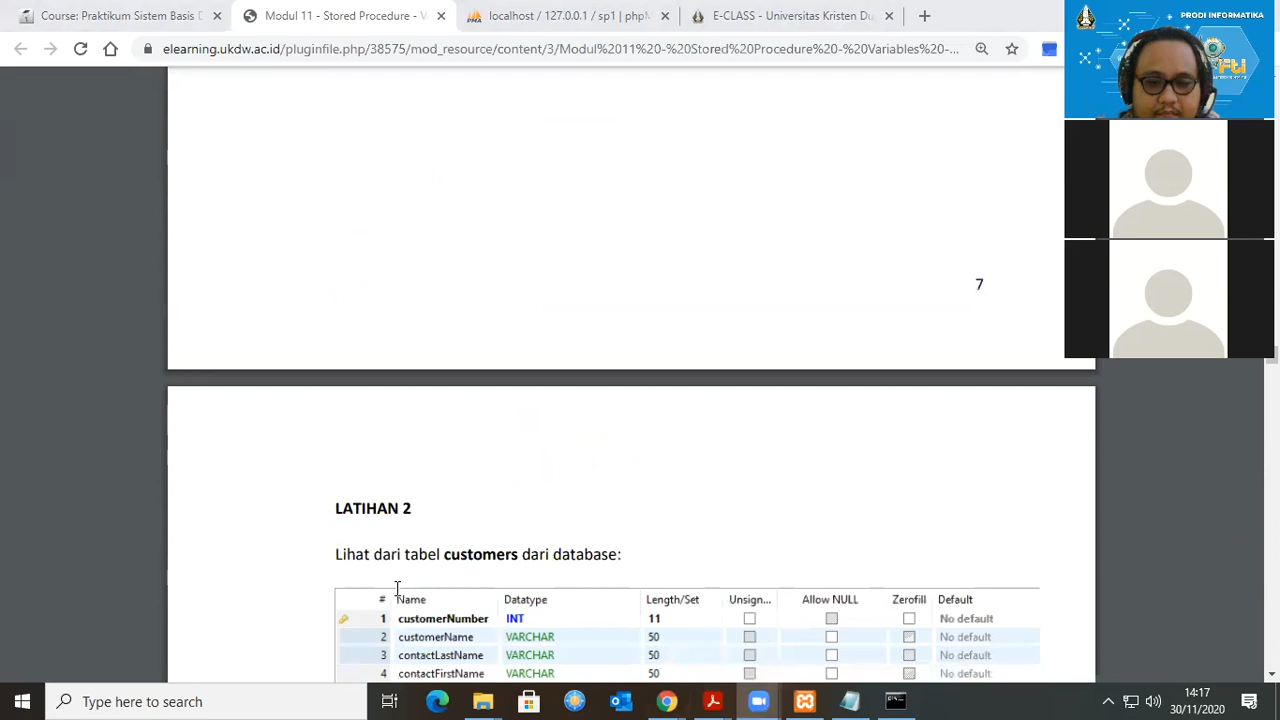 Course: Praktikum Sistem Basis D
Modul 11 - Stored Procedure - V
localhost / 127.0.0.1 / sp1 | phpM
E-CLASS - Universitas Kristen Du
PRODI INFORMATIKA
elearning.ukdw.ac.id/pluginfile.php/38575/mod_resource/content/3/Modul%2011%20-%20Stored%20Procedure%20-%20Variables%20-...
fti
7
LATIHAN 2
Lihat dari tabel customers dari database:
# Name Datatype Length/Set Unsign... Allow NULL Zerofill Default
1 customerNumber INT 11 No default
2 customerName VARCHAR 50 No default
3 contactLastName VARCHAR 50 No default
4 contactFirstName VARCHAR 50 No default
Type here to search
14:17
30/11/2020